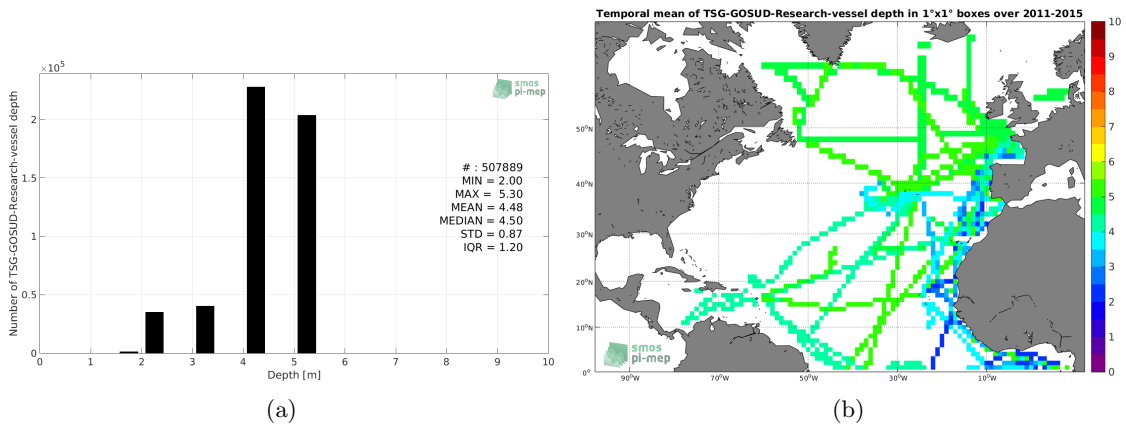 ×10⁵
2
1.5
1
0.5
0
Number of TSG-GOSUD-Research-vessel depth
0 1 2 3 4 5 6 7 8 9 10
Depth [m]
smos
pi-mep
# : 507889
MIN = 2.00
MAX = 5.30
MEAN = 4.48
MEDIAN = 4.50
STD = 0.87
IQR = 1.20
(a)
Temporal mean of TSG-GOSUD-Research-vessel depth in 1°x1° boxes over 2011-2015
50°N
40°N
30°N
20°N
10°N
0°
90°W 70°W 50°W 30°W 10°W
smos
pi-mep
10
9
8
7
6
5
4
3
2
1
0
(b)